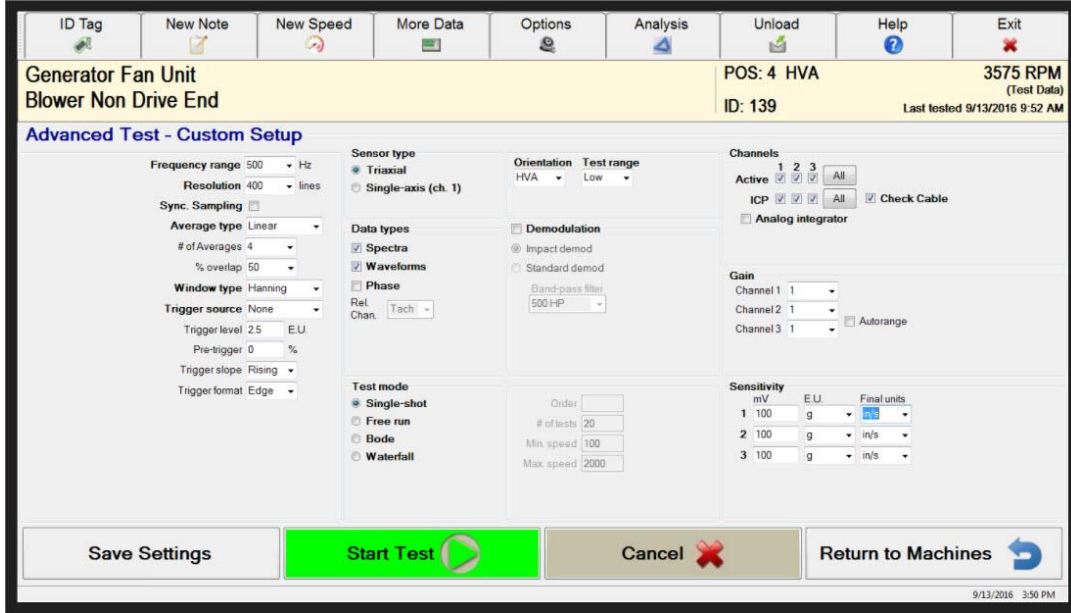 ID Tag New Note New Speed More Data Options Analysis Unload Help Exit
Generator Fan Unit
Blower Non Drive End
POS: 4 HVA
ID: 139
3575 RPM
(Test Data)
Last tested 9/13/2016 9:52 AM
Advanced Test - Custom Setup
Frequency range 500 Hz
Resolution 400 lines
Sync. Sampling
Average type Linear
# of Averages 4
% overlap 50
Window type Hanning
Trigger source None
Trigger level 2.5 E.U.
Pre-trigger 0 %
Trigger slope Rising
Trigger format Edge
Sensor type
Triaxial
Single-axis (ch. 1)
Orientation Test range
HVA Low
Data types
Spectra
Waveforms
Phase
Rel. Chan. Tach
Demodulation
Impact demod
Standard demod
Band-pass filter
500 HP
Test mode
Single-shot
Free run
Bode
Waterfall
Order
# of tests 20
Min. speed 100
Max. speed 2000
Channels
1 2 3
Active All
ICP All Check Cable
Analog integrator
Gain
Channel 1 1
Channel 2 1
Channel 3 1
Autorange
Sensitivity
mV E.U. Final units
1 100 g in/s
2 100 g in/s
3 100 g in/s
Save Settings Start Test Cancel Return to Machines
9/13/2016 3:50 PM